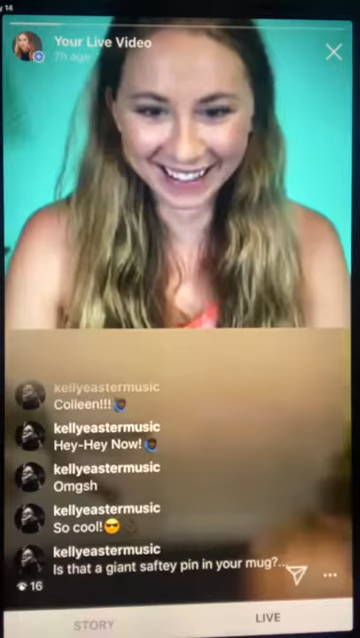 14
Your Live Video
7h ago
kellyeastermusic
Colleen!!!
kellyeastermusic
Hey-Hey Now!
kellyeastermusic
Omgsh
kellyeastermusic
So cool!😎
kellyeastermusic
Is that a giant saftey pin in your mug?...
16
STORY
LIVE